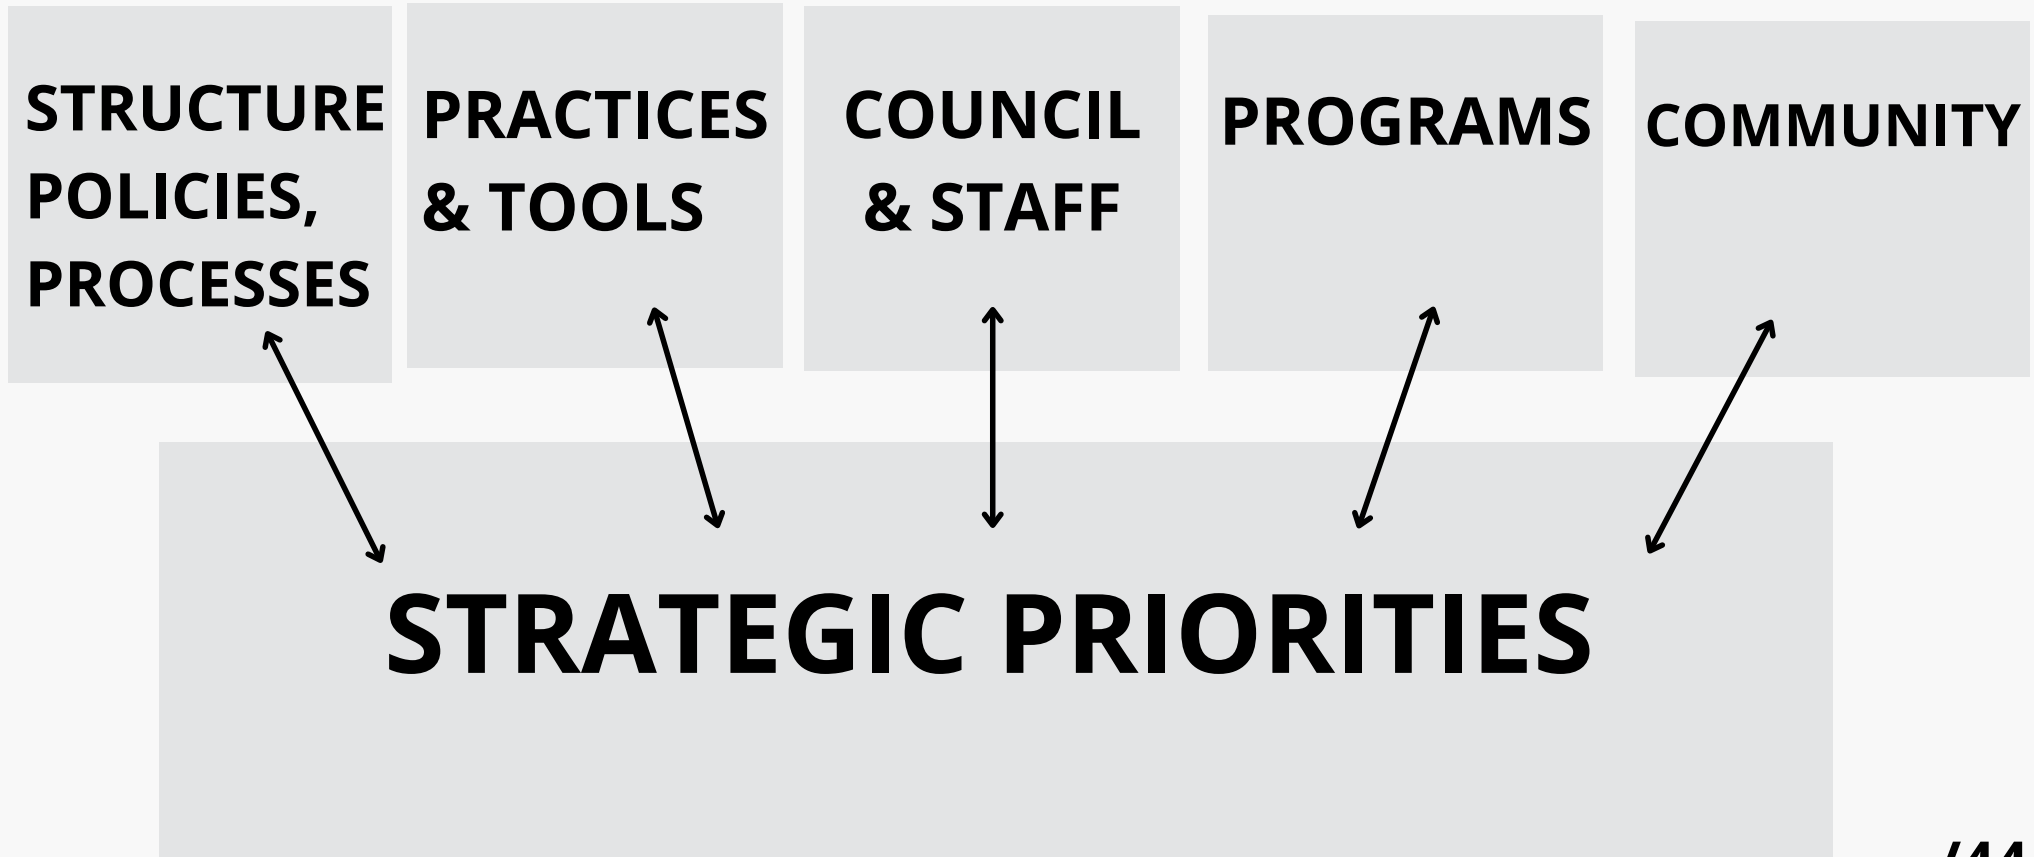 STRUCTURE
POLICIES,
PROCESSES
PRACTICES
& TOOLS
COUNCIL
& STAFF
PROGRAMS
COMMUNITY
STRATEGIC PRIORITIES